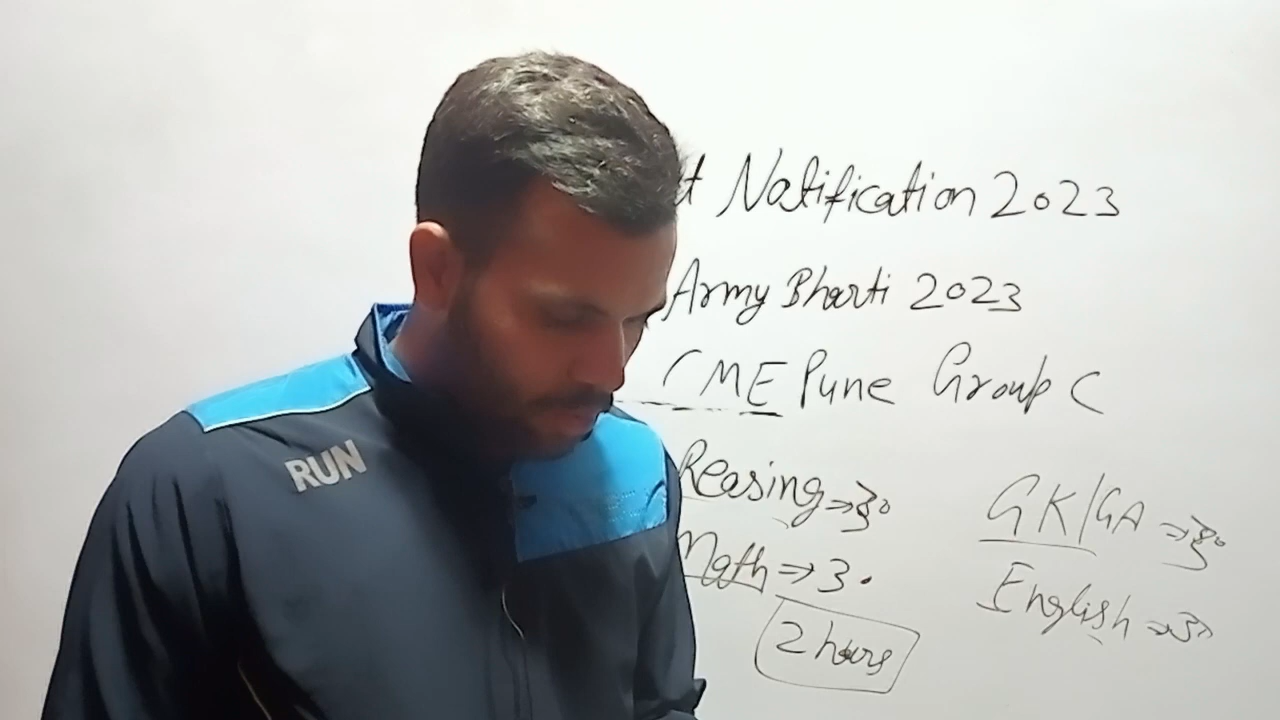 t Notification 2023
Army Bharti 2023
CME Pune Group C
Reasing ⇒ 30
GK/GA ⇒ 30
Math ⇒ 30
English ⇒ 30
2 hours
RUN